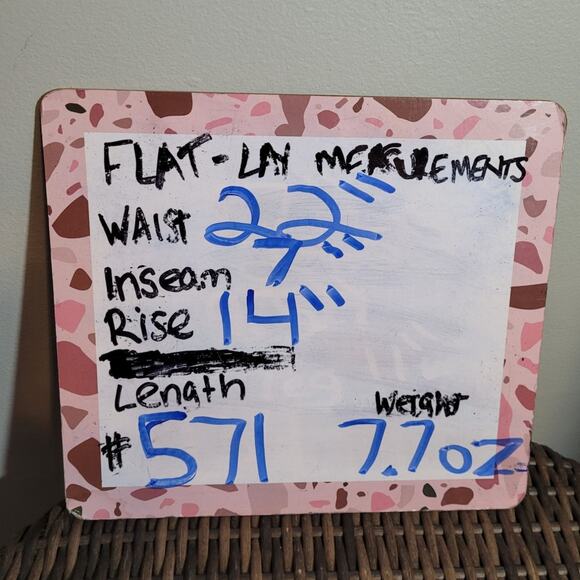 FLAT-LAY MEASUREMENTS
WAIST 22"
Inseam 7"
Rise 14"
Length
Weight
# 571 7.7oz